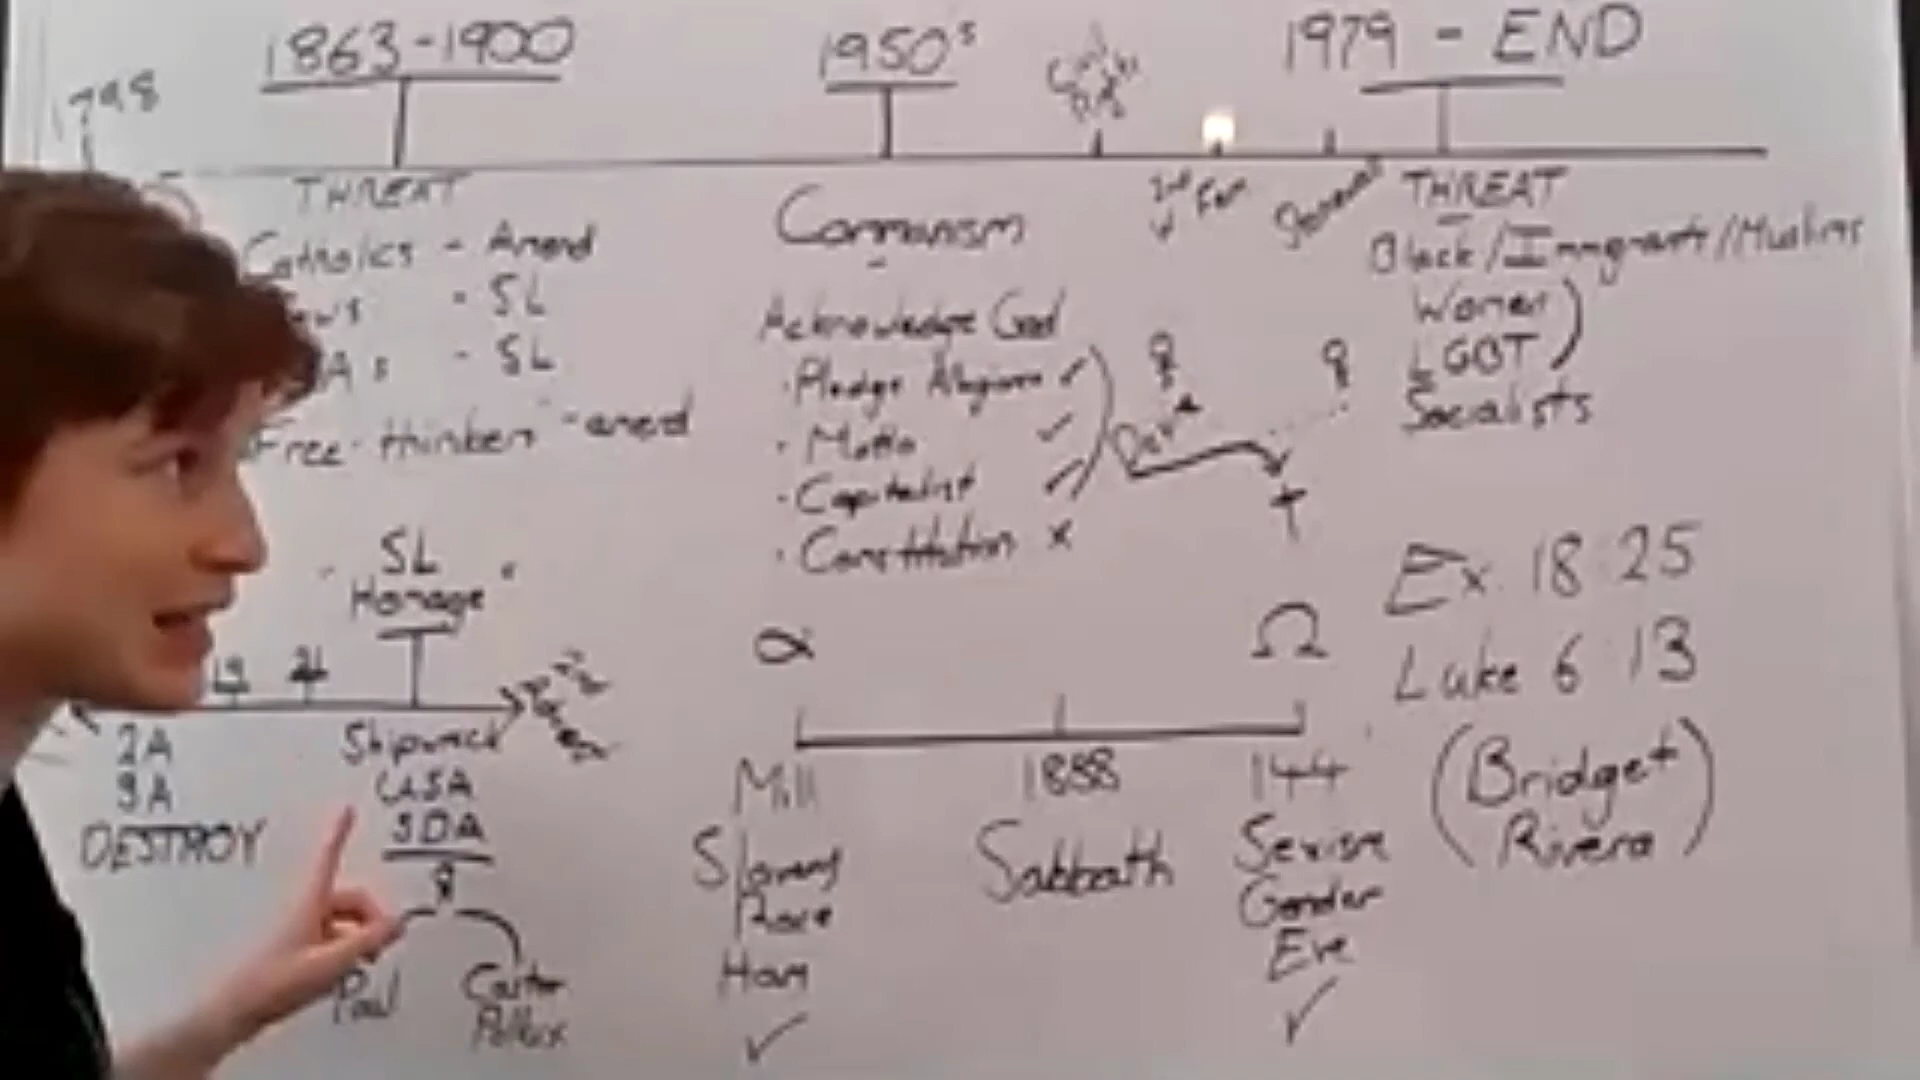 1798
1863-1900
1950s
1979 - END
THREAT
Catholics - Amend
- SL
- SL
Free-thinkers - amend
Communism
Acknowledge God
· Pledge Allegiance ✓
· Motto ✓
· Capitalist ✓
· Constitution x
THREAT
Black/Immigrants/Muslims
Women
LGBT
Socialists
" SL
Homage "
19
21
2A
3A
DESTROY
Shipwreck
USA
SDA
Paul
Castor
Pollux
α
Ω
Mill
1888
144
Slavery
Race
Ham
✓
Sabbath
Sexism
Gender
Eve
✓
Ex. 18:25
Luke 6:13
(Bridget
Rivera)